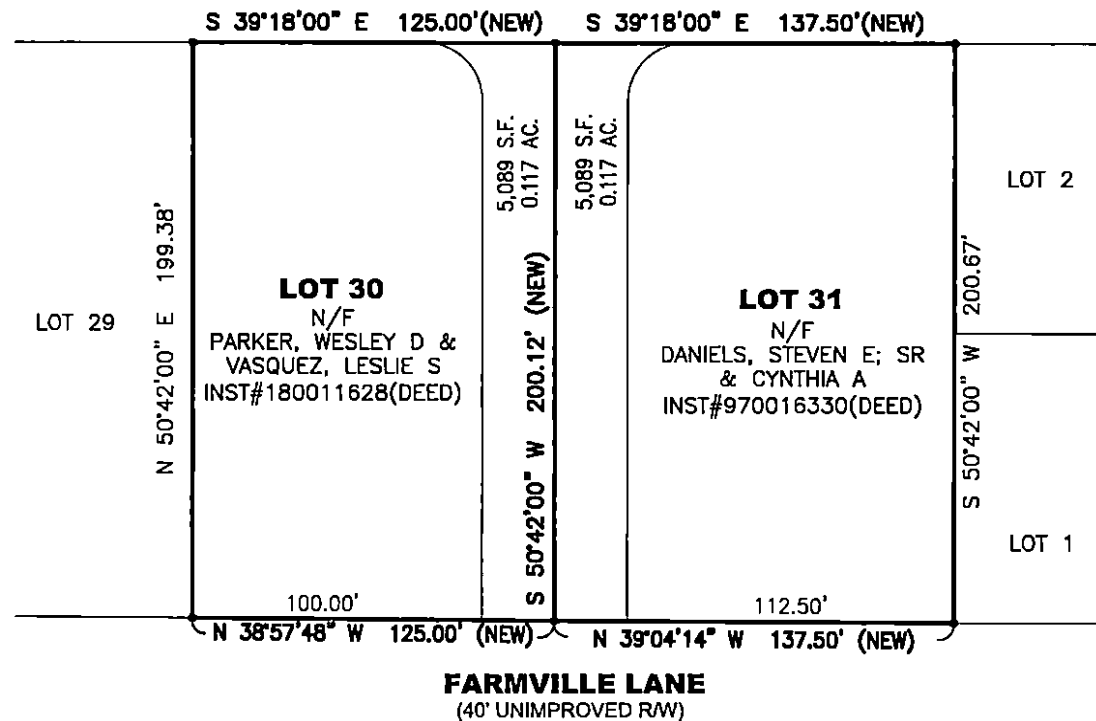 S 39°18'00" E 125.00'(NEW)
S 39°18'00" E 137.50'(NEW)
LOT 29
N 50°42'00" E 199.38'
LOT 30
N/F
PARKER, WESLEY D &
VASQUEZ, LESLIE S
INST#180011628(DEED)
5,089 S.F.
0.117 AC.
S 50°42'00" W 200.12' (NEW)
5,089 S.F.
0.117 AC.
LOT 31
N/F
DANIELS, STEVEN E; SR
& CYNTHIA A
INST#970016330(DEED)
S 50°42'00" W 200.67'
LOT 2
LOT 1
100.00'
112.50'
N 38°57'48" W 125.00' (NEW)
N 39°04'14" W 137.50' (NEW)
FARMVILLE LANE
(40' UNIMPROVED R/W)